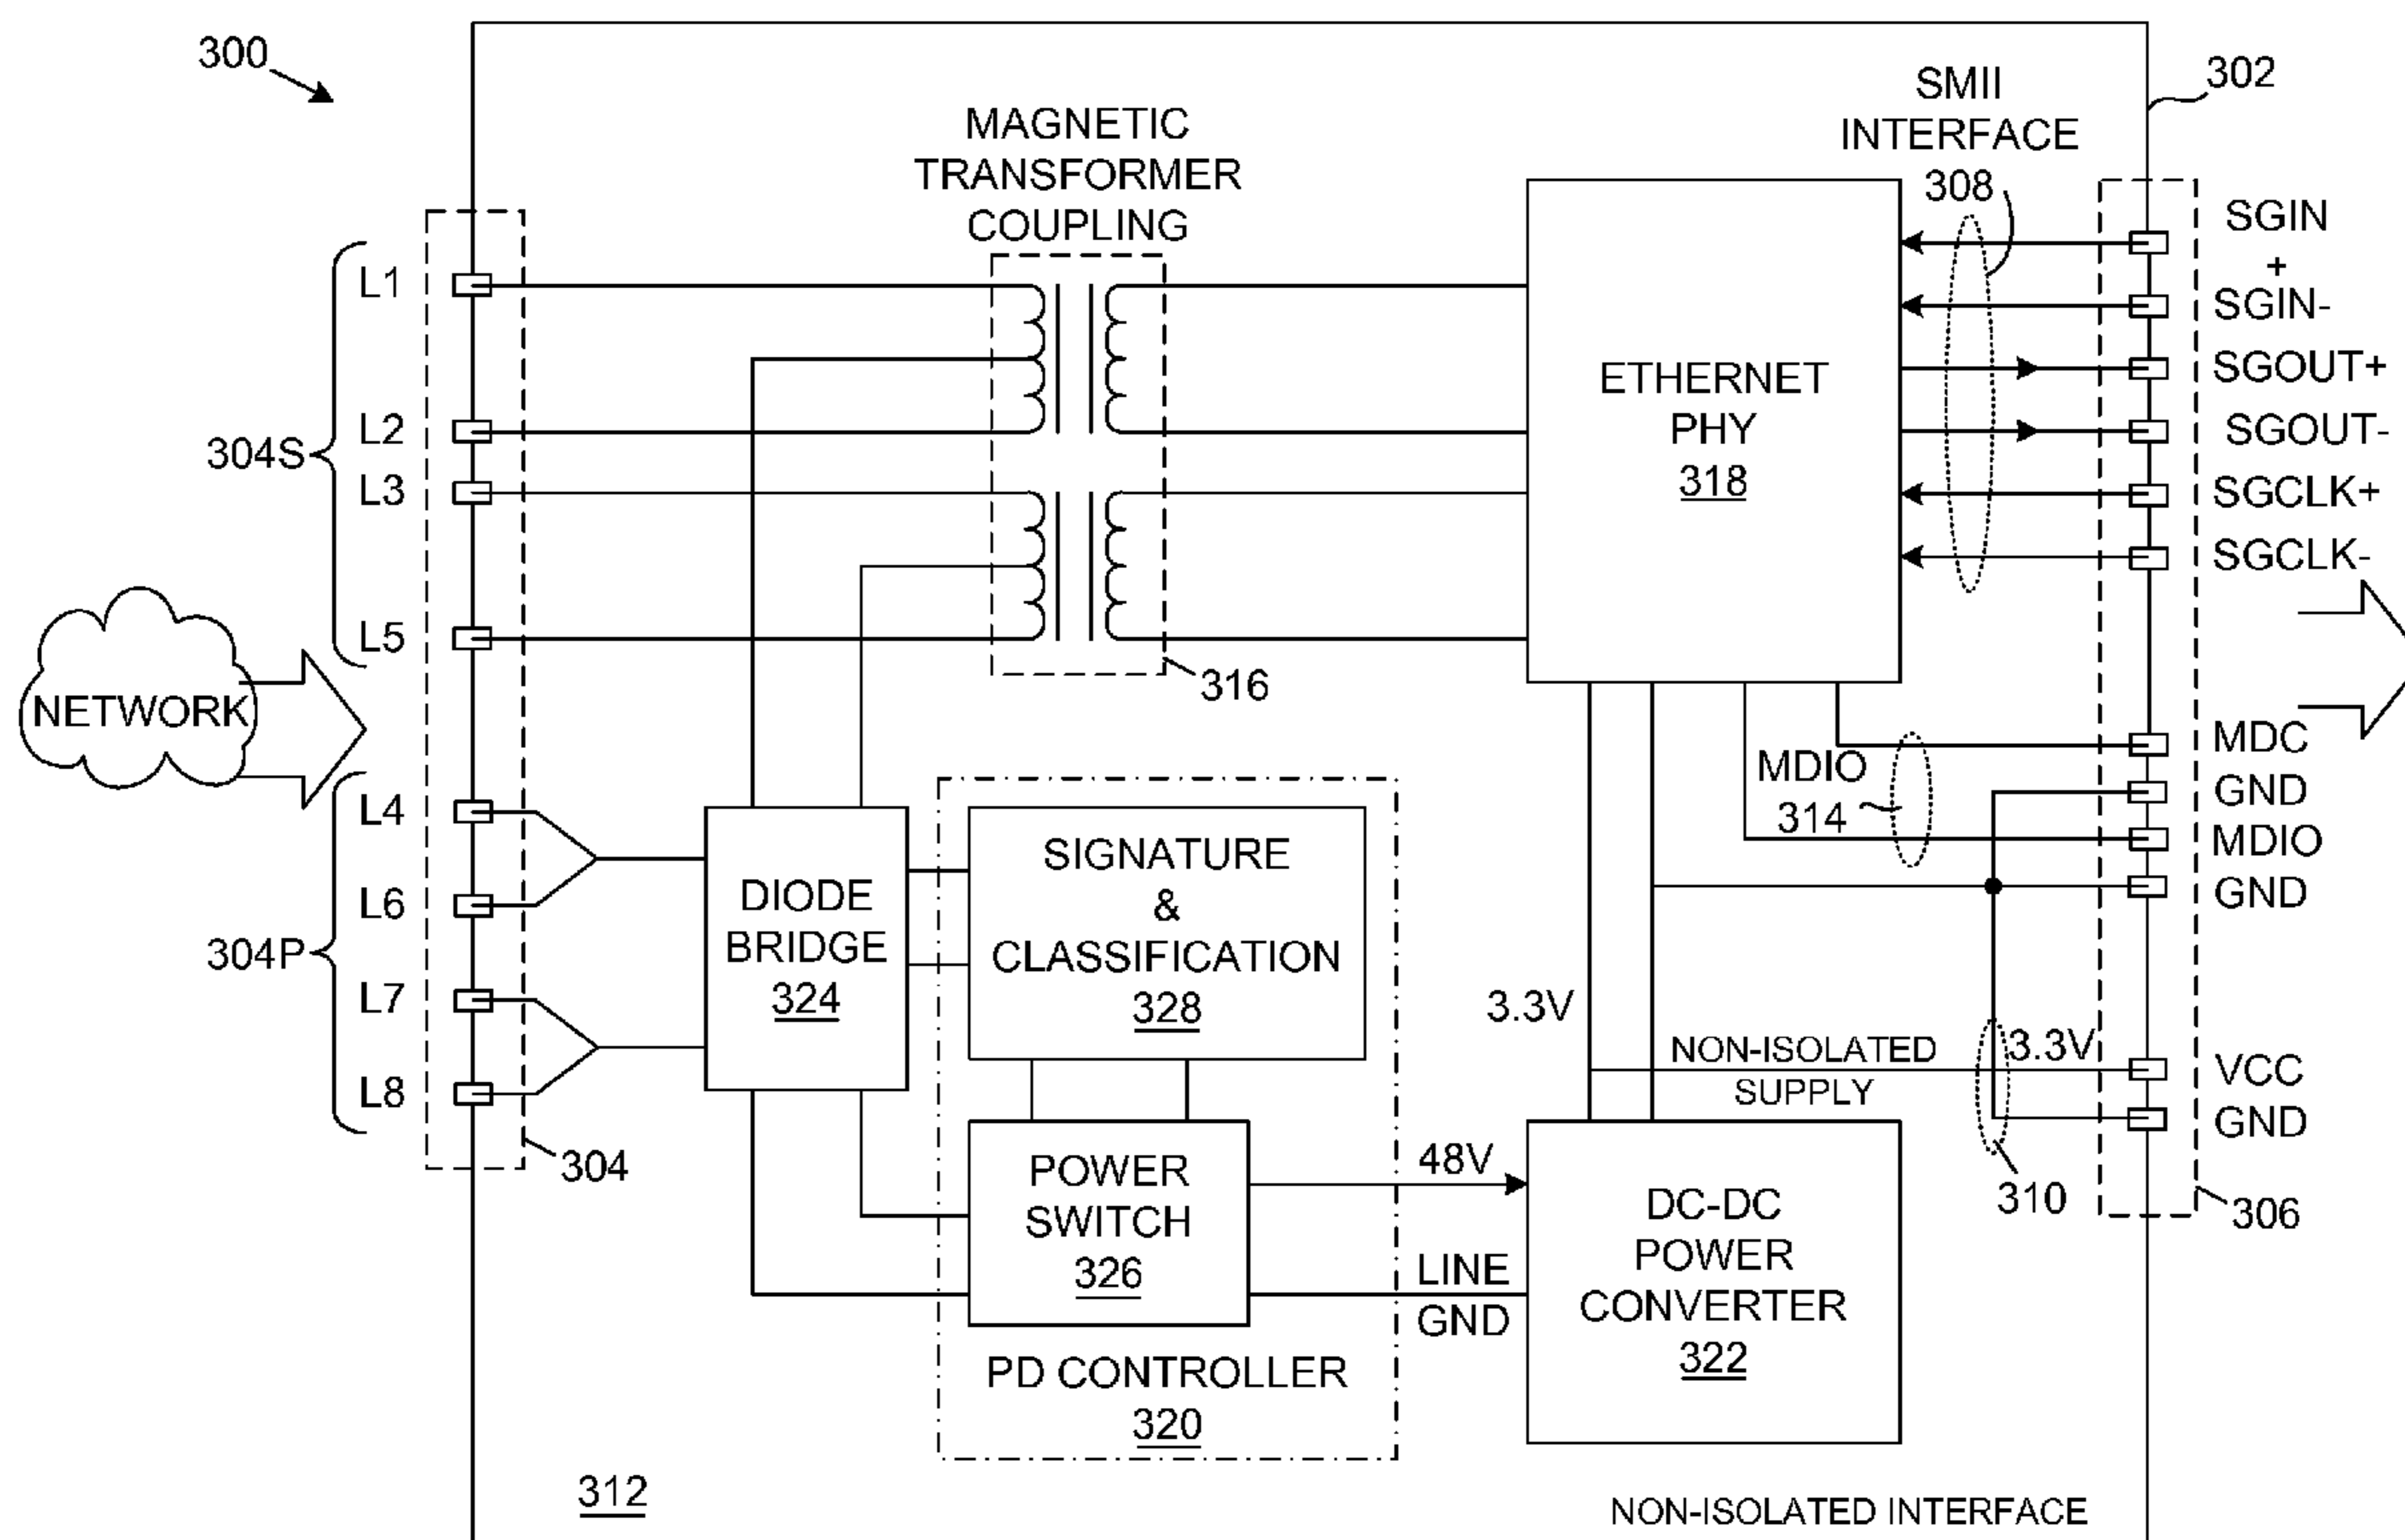 300
302
SMII
INTERFACE
308
MAGNETIC
TRANSFORMER
COUPLING
316
304S
L1
L2
L3
L5
NETWORK
304P
L4
L6
L7
L8
304
ETHERNET
PHY
318
SGIN
+
SGIN-
SGOUT+
SGOUT-
SGCLK+
SGCLK-
MDC
GND
MDIO
GND
VCC
GND
306
MDIO
314
DIODE
BRIDGE
324
SIGNATURE
&
CLASSIFICATION
328
3.3V
NON-ISOLATED
SUPPLY
3.3V
310
POWER
SWITCH
326
48V
LINE
GND
DC-DC
POWER
CONVERTER
322
PD CONTROLLER
320
312
NON-ISOLATED INTERFACE